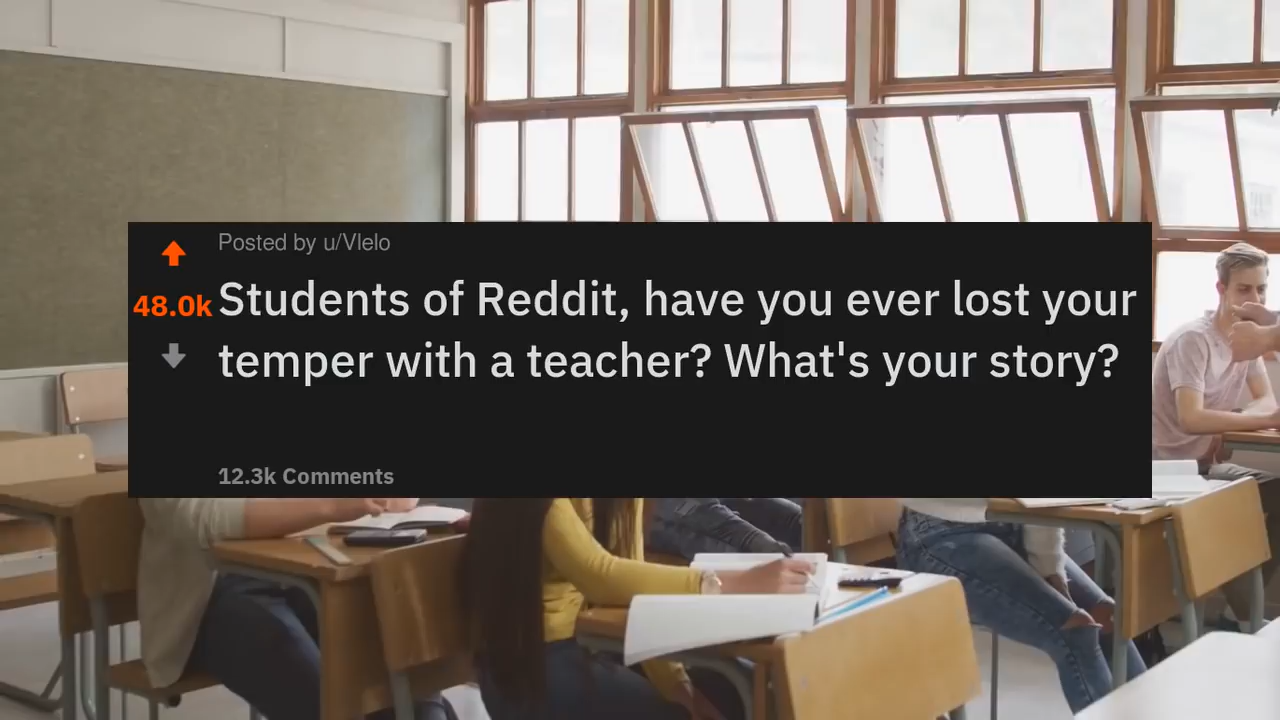 Posted by u/Vlelo
48.0k
Students of Reddit, have you ever lost your
temper with a teacher? What's your story?
12.3k Comments